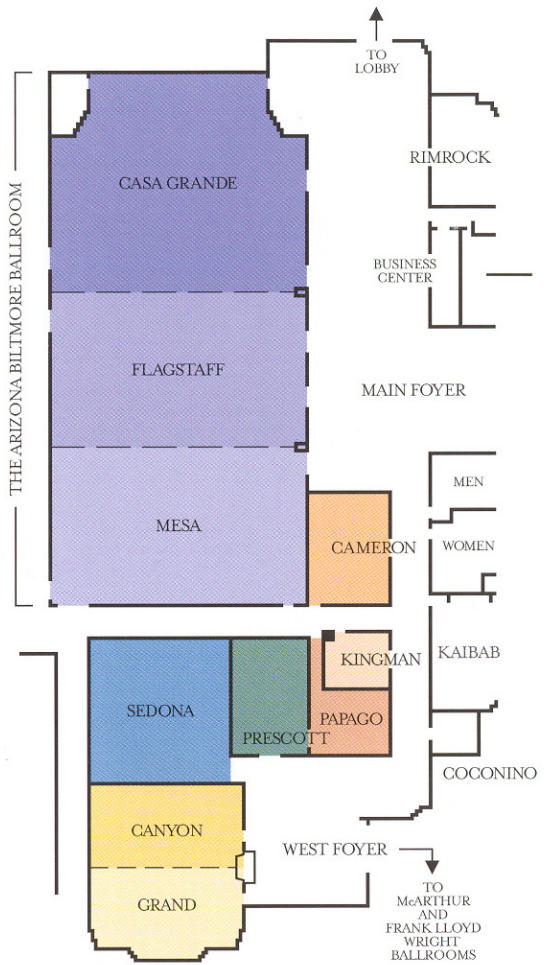 TO
LOBBY
THE ARIZONA BILTMORE BALLROOM
CASA GRANDE
RIMROCK
BUSINESS
CENTER
FLAGSTAFF
MAIN FOYER
MEN
MESA
CAMERON
WOMEN
KINGMAN
KAIBAB
SEDONA
PAPAGO
PRESCOTT
COCONINO
CANYON
WEST FOYER
GRAND
TO
McARTHUR
AND
FRANK LLOYD
WRIGHT
BALLROOMS